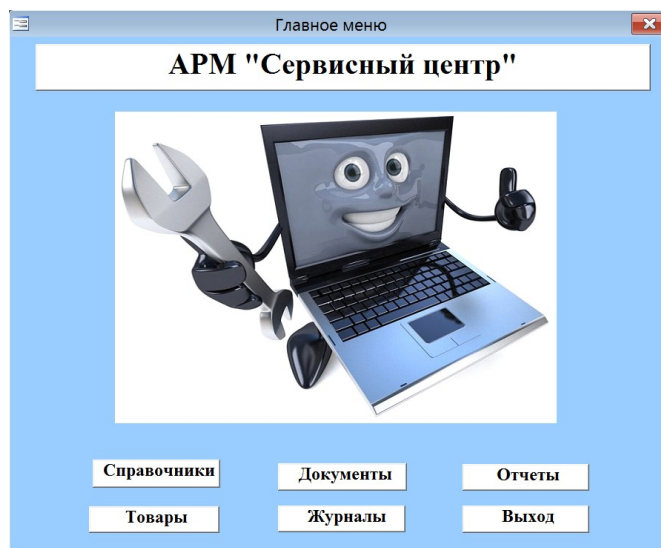 Главное меню
АРМ "Сервисный центр"
Справочники
Документы
Отчеты
Товары
Журналы
Выход